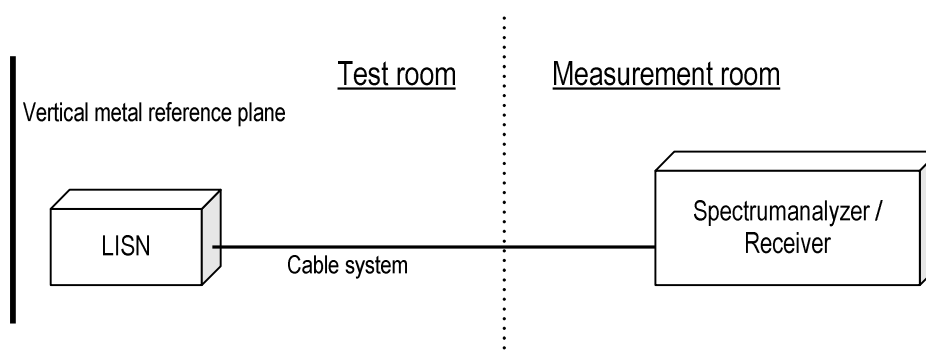 Test room
Measurement room
Vertical metal reference plane
LISN
Cable system
Spectrumanalyzer /
Receiver